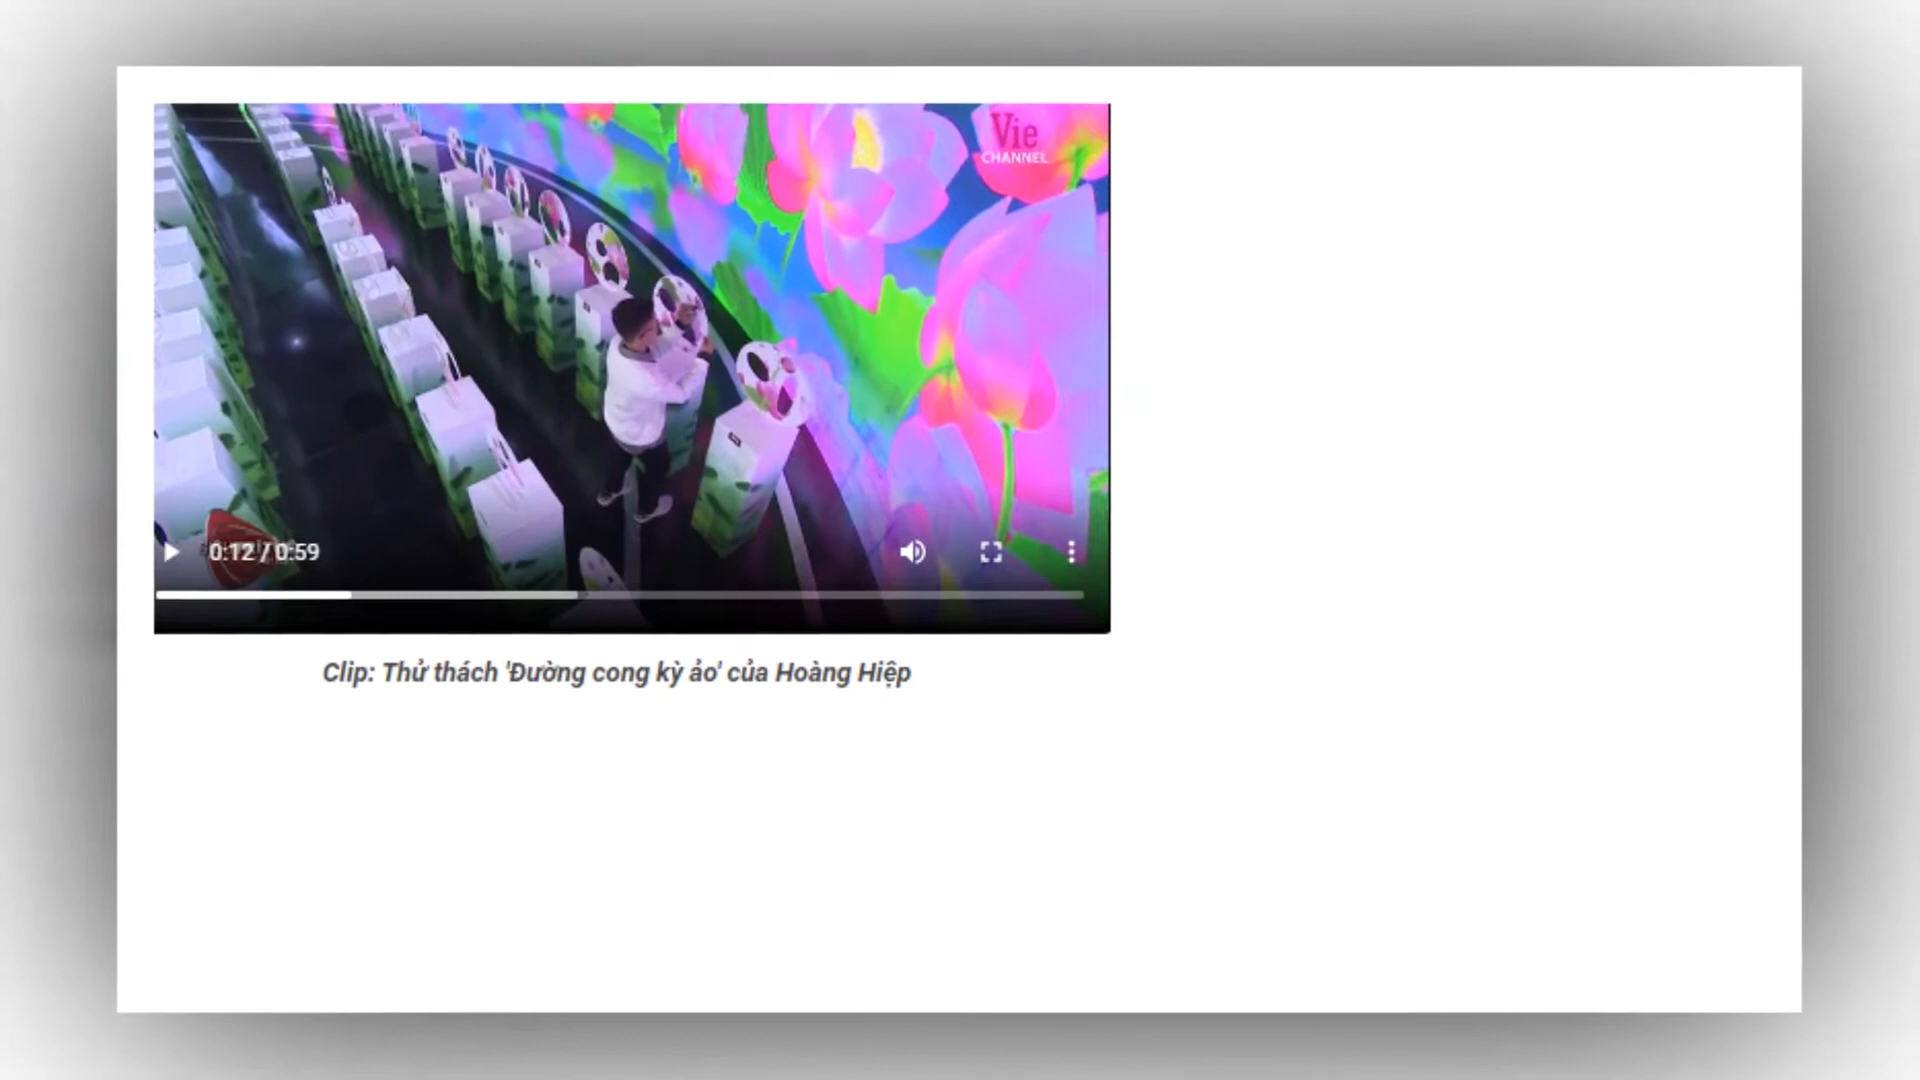 Vie
CHANNEL
0:12 / 0:59
Clip: Thử thách 'Đường cong kỳ ảo' của Hoàng Hiệp